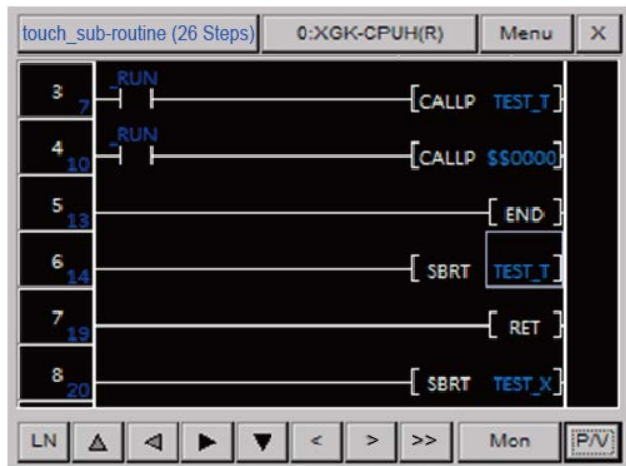 touch_sub-routine (26 Steps) 0:XGK-CPUH(R) Menu X
_RUN
3 7 [CALLP TEST_T]
_RUN
4 10 [CALLP $$0000]
5 13 [ END ]
6 14 [ SBRT TEST_T ]
7 19 [ RET ]
8 20 [ SBRT TEST_X]
LN < > >> Mon P/V